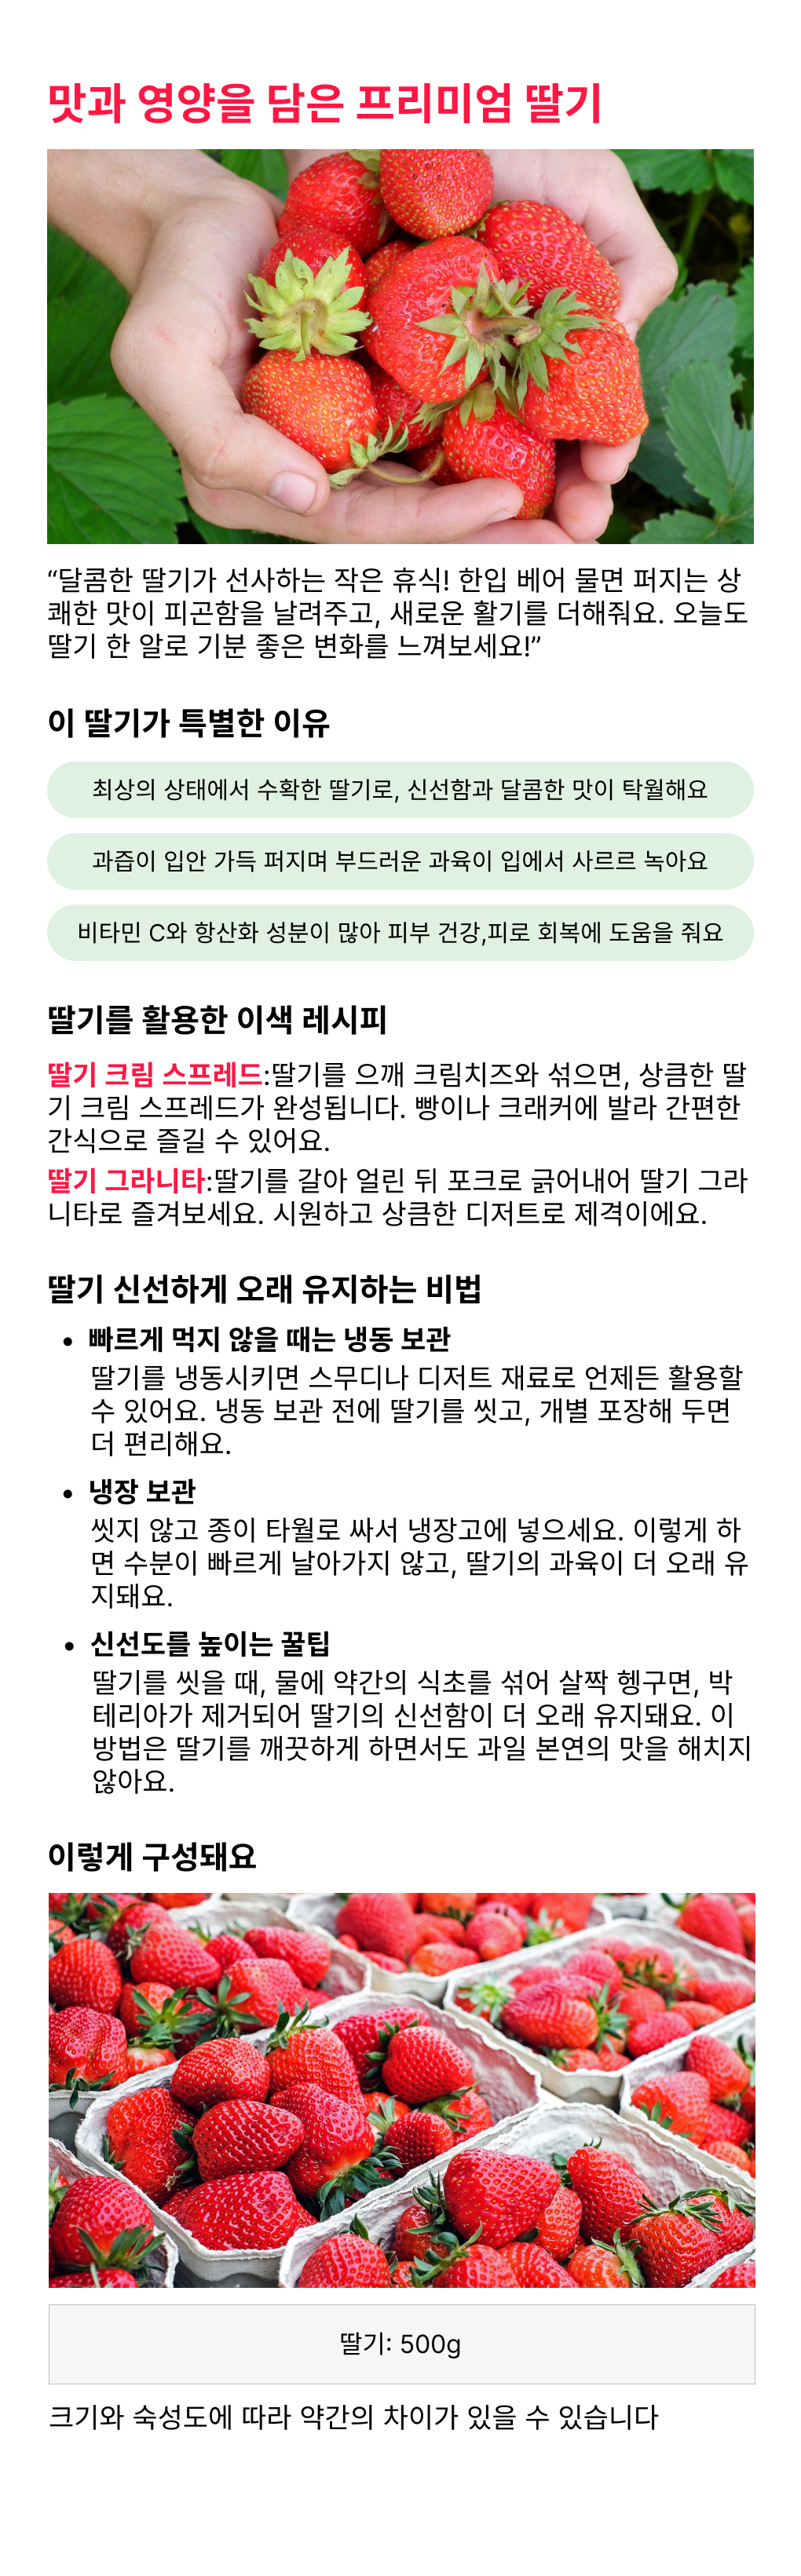 맛과 영양을 담은 프리미엄 딸기
“달콤한 딸기가 선사하는 작은 휴식! 한입 베어 물면 퍼지는 상
쾌한 맛이 피곤함을 날려주고, 새로운 활기를 더해줘요. 오늘도
딸기 한 알로 기분 좋은 변화를 느껴보세요!”
이 딸기가 특별한 이유
최상의 상태에서 수확한 딸기로, 신선함과 달콤한 맛이 탁월해요
과즙이 입안 가득 퍼지며 부드러운 과육이 입에서 사르르 녹아요
비타민 C와 항산화 성분이 많아 피부 건강,피로 회복에 도움을 줘요
딸기를 활용한 이색 레시피
딸기 크림 스프레드:딸기를 으깨 크림치즈와 섞으면, 상큼한 딸
기 크림 스프레드가 완성됩니다. 빵이나 크래커에 발라 간편한
간식으로 즐길 수 있어요.
딸기 그라니타:딸기를 갈아 얼린 뒤 포크로 긁어내어 딸기 그라
니타로 즐겨보세요. 시원하고 상큼한 디저트로 제격이에요.
딸기 신선하게 오래 유지하는 비법
• 빠르게 먹지 않을 때는 냉동 보관
딸기를 냉동시키면 스무디나 디저트 재료로 언제든 활용할
수 있어요. 냉동 보관 전에 딸기를 씻고, 개별 포장해 두면
더 편리해요.
• 냉장 보관
씻지 않고 종이 타월로 싸서 냉장고에 넣으세요. 이렇게 하
면 수분이 빠르게 날아가지 않고, 딸기의 과육이 더 오래 유
지돼요.
• 신선도를 높이는 꿀팁
딸기를 씻을 때, 물에 약간의 식초를 섞어 살짝 헹구면, 박
테리아가 제거되어 딸기의 신선함이 더 오래 유지돼요. 이
방법은 딸기를 깨끗하게 하면서도 과일 본연의 맛을 해치지
않아요.
이렇게 구성돼요
딸기: 500g
크기와 숙성도에 따라 약간의 차이가 있을 수 있습니다